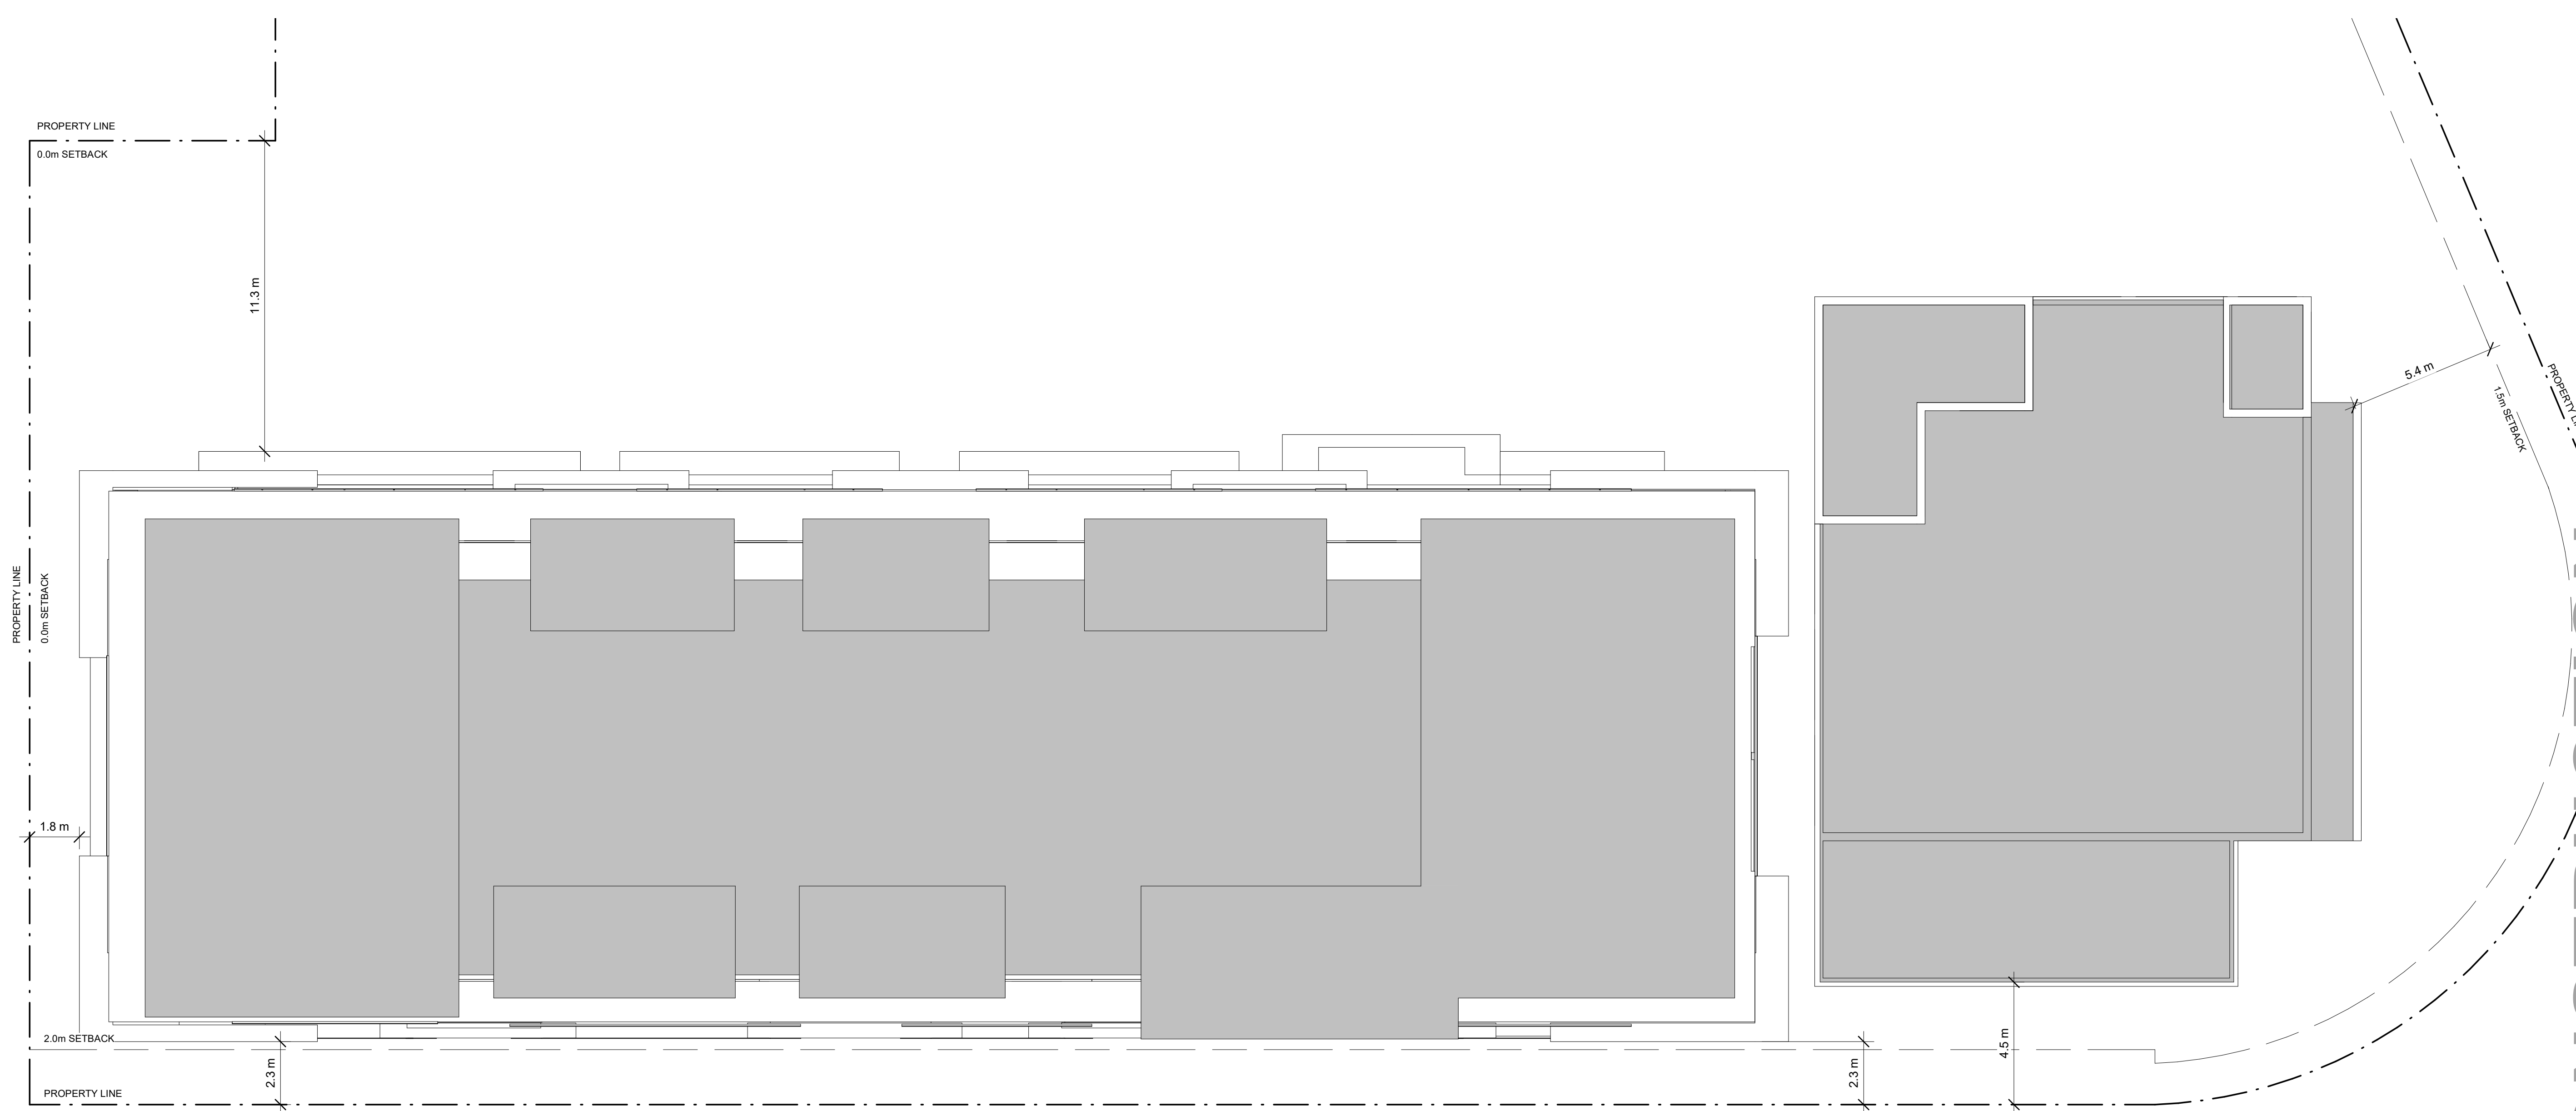 PROPERTY LINE
0.0m SETBACK
11.3 m
5.4 m
PROPERTY
1.5m SETBACK
PROPERTY LINE
0.0m SETBACK
1.8 m
2.0m SETBACK
2.3 m
2.3 m
4.5 m
PROPERTY LINE